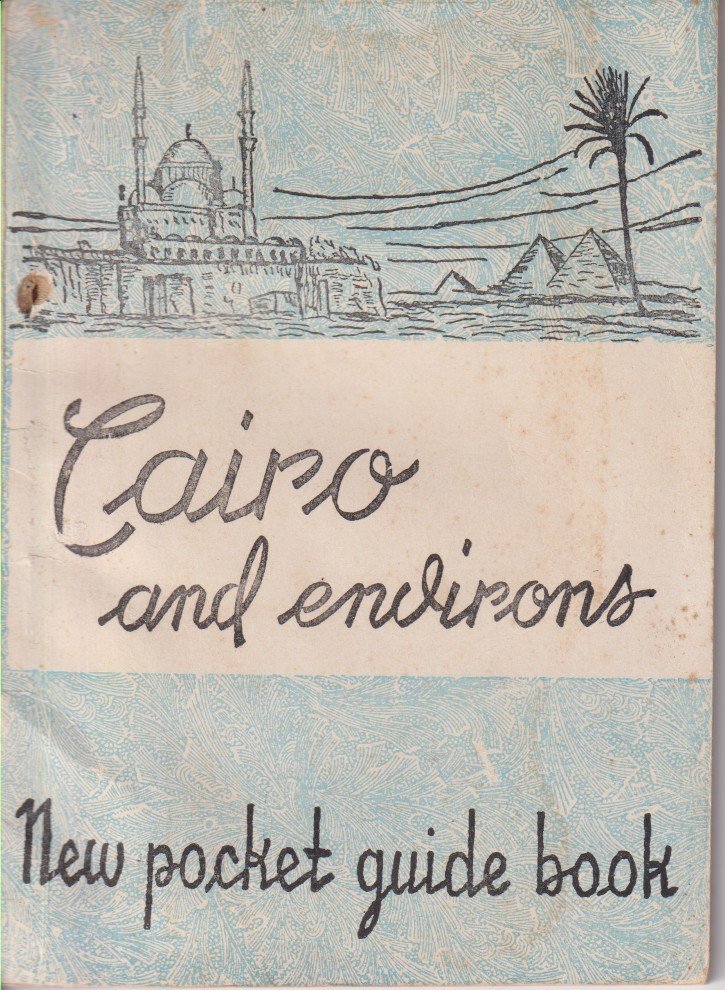 Cairo
and environs
New pocket guide book